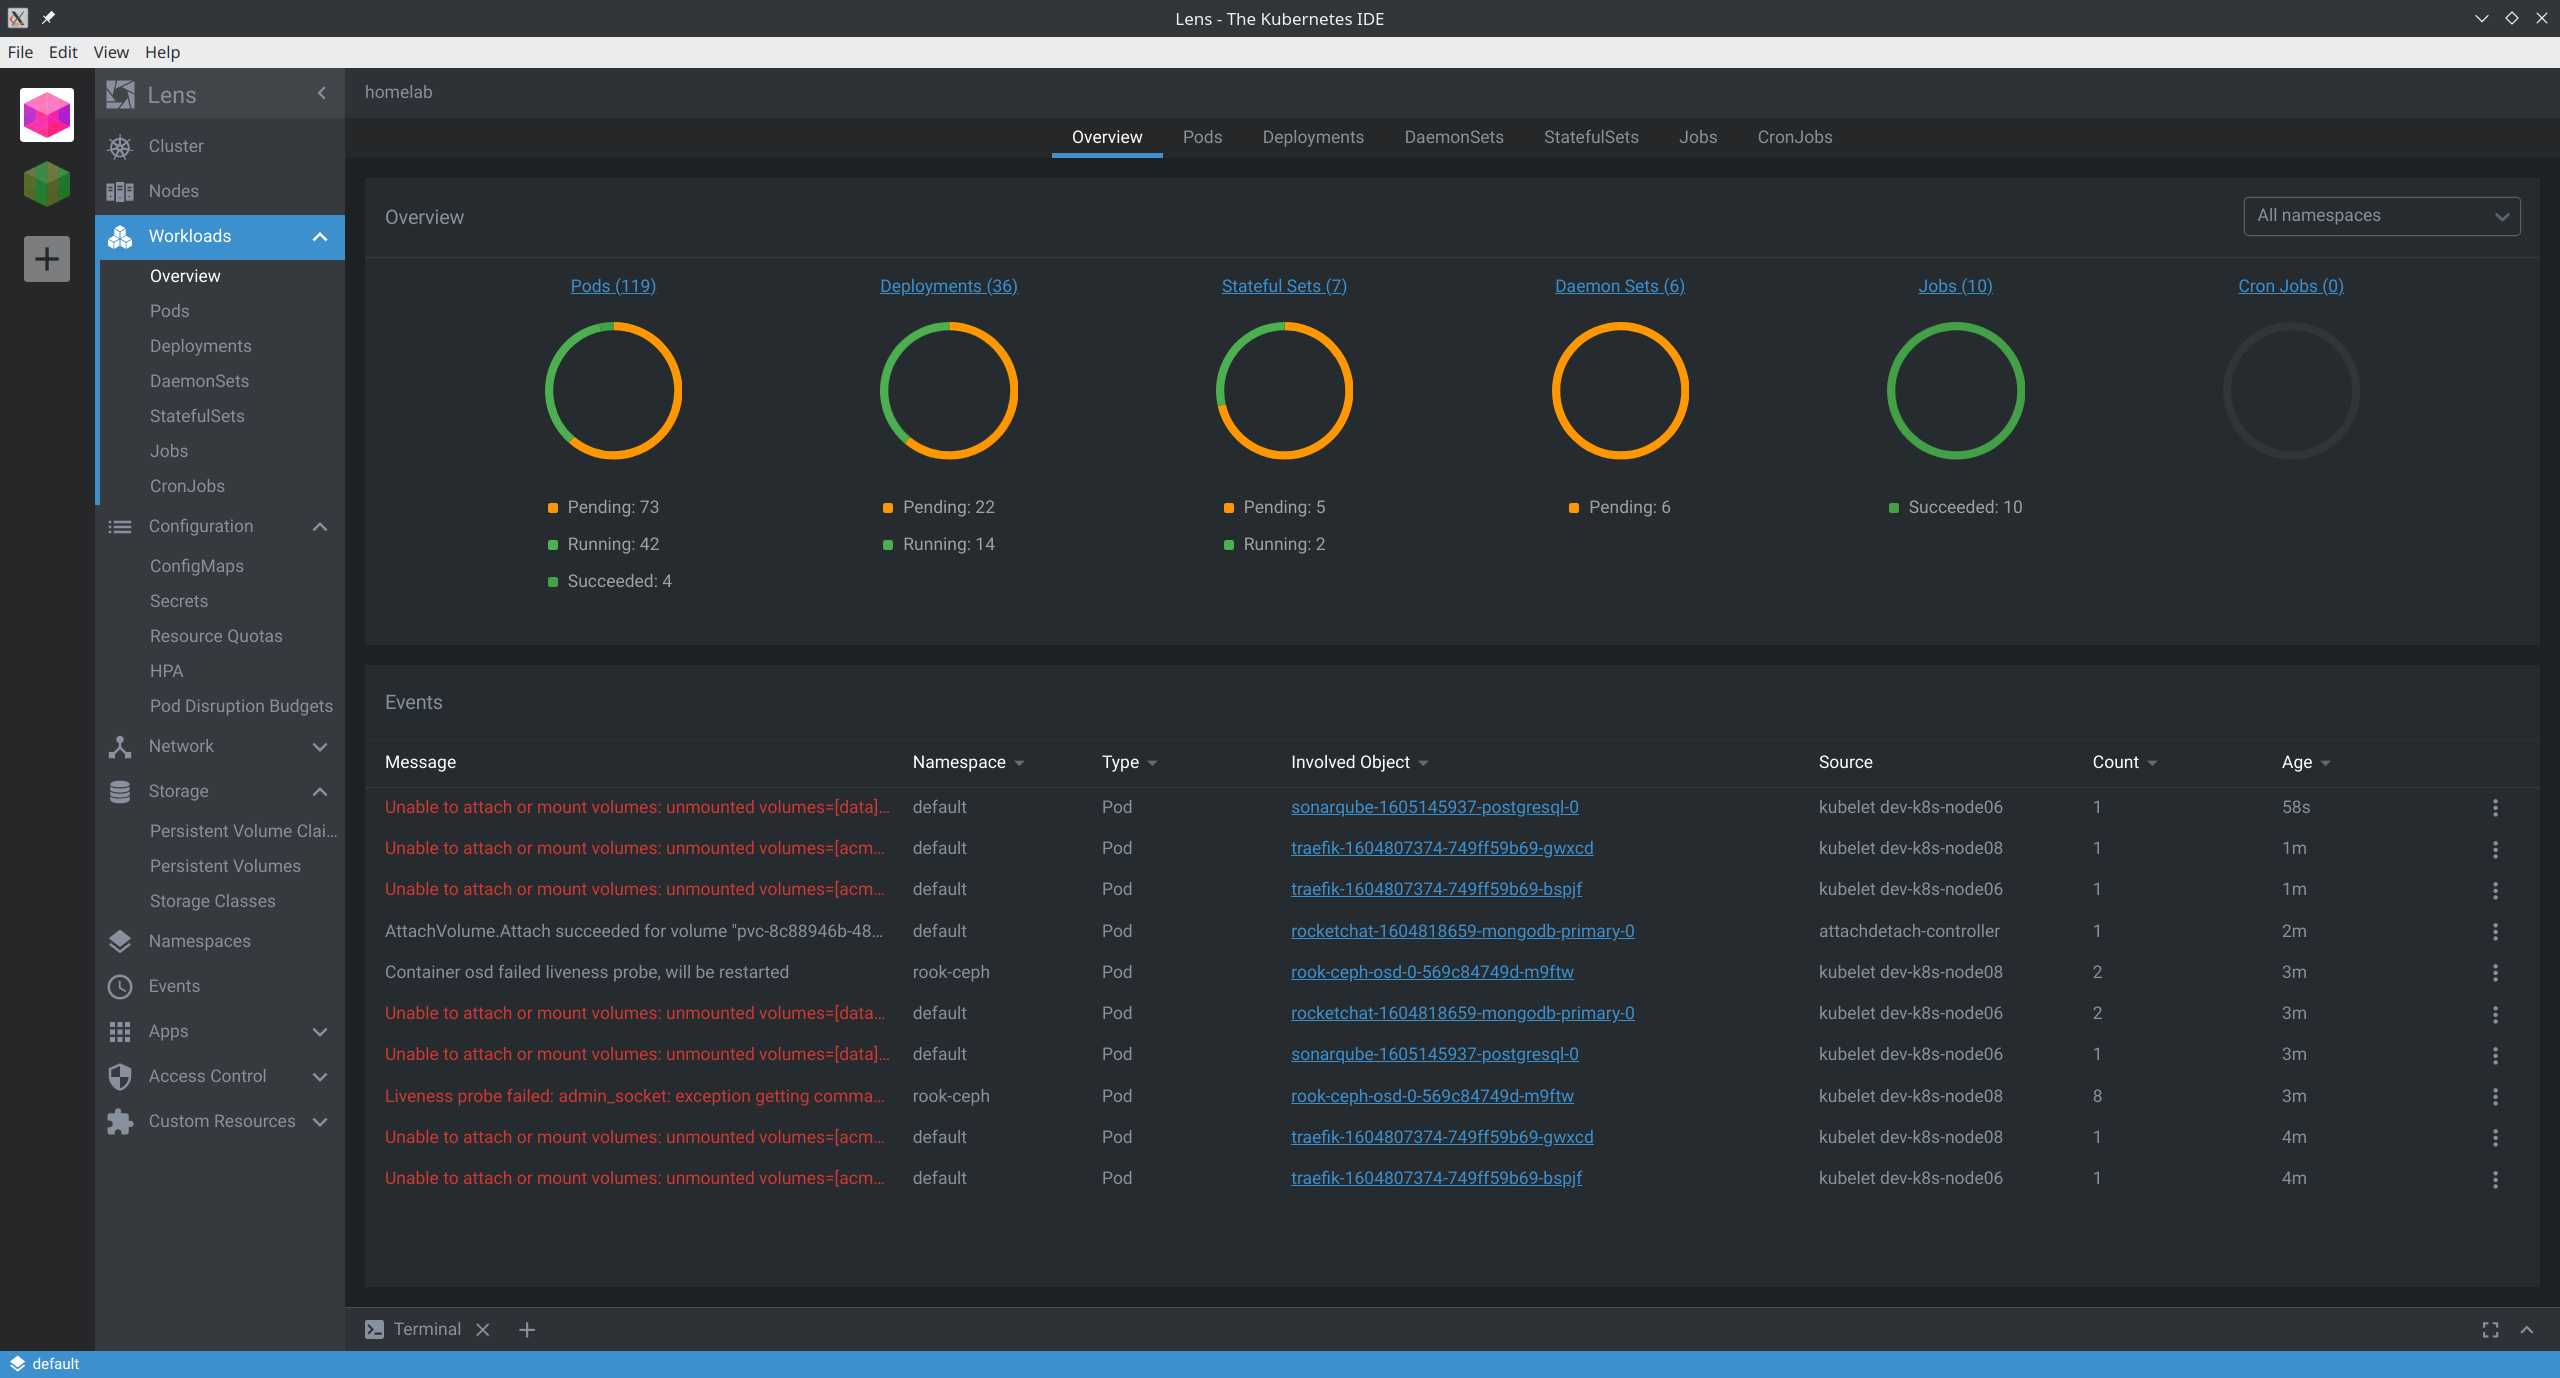 Lens - The Kubernetes IDE
File Edit View Help
Lens
homelab
Cluster
Nodes
Workloads
Overview
Pods
Deployments
DaemonSets
StatefulSets
Jobs
CronJobs
Configuration
ConfigMaps
Secrets
Resource Quotas
HPA
Pod Disruption Budgets
Network
Storage
Persistent Volume Clai...
Persistent Volumes
Storage Classes
Namespaces
Events
Apps
Access Control
Custom Resources
Overview Pods Deployments DaemonSets StatefulSets Jobs CronJobs
Overview
All namespaces
Pods (119) Deployments (36) Stateful Sets (7) Daemon Sets (6) Jobs (10) Cron Jobs (0)
Pending: 73 Pending: 22 Pending: 5 Pending: 6 Succeeded: 10
Running: 42 Running: 14 Running: 2
Succeeded: 4
Events
Message Namespace Type Involved Object Source Count Age
Unable to attach or mount volumes: unmounted volumes=[data]... default Pod sonarqube-1605145937-postgresql-0 kubelet dev-k8s-node06 1 58s
Unable to attach or mount volumes: unmounted volumes=[acm... default Pod traefik-1604807374-749ff59b69-gwxcd kubelet dev-k8s-node08 1 1m
Unable to attach or mount volumes: unmounted volumes=[acm... default Pod traefik-1604807374-749ff59b69-bspjf kubelet dev-k8s-node06 1 1m
AttachVolume.Attach succeeded for volume "pvc-8c88946b-48... default Pod rocketchat-1604818659-mongodb-primary-0 attachdetach-controller 1 2m
Container osd failed liveness probe, will be restarted rook-ceph Pod rook-ceph-osd-0-569c84749d-m9ftw kubelet dev-k8s-node08 2 3m
Unable to attach or mount volumes: unmounted volumes=[data... default Pod rocketchat-1604818659-mongodb-primary-0 kubelet dev-k8s-node06 2 3m
Unable to attach or mount volumes: unmounted volumes=[data]... default Pod sonarqube-1605145937-postgresql-0 kubelet dev-k8s-node06 1 3m
Liveness probe failed: admin_socket: exception getting comma... rook-ceph Pod rook-ceph-osd-0-569c84749d-m9ftw kubelet dev-k8s-node08 8 3m
Unable to attach or mount volumes: unmounted volumes=[acm... default Pod traefik-1604807374-749ff59b69-gwxcd kubelet dev-k8s-node08 1 4m
Unable to attach or mount volumes: unmounted volumes=[acm... default Pod traefik-1604807374-749ff59b69-bspjf kubelet dev-k8s-node06 1 4m
Terminal
default